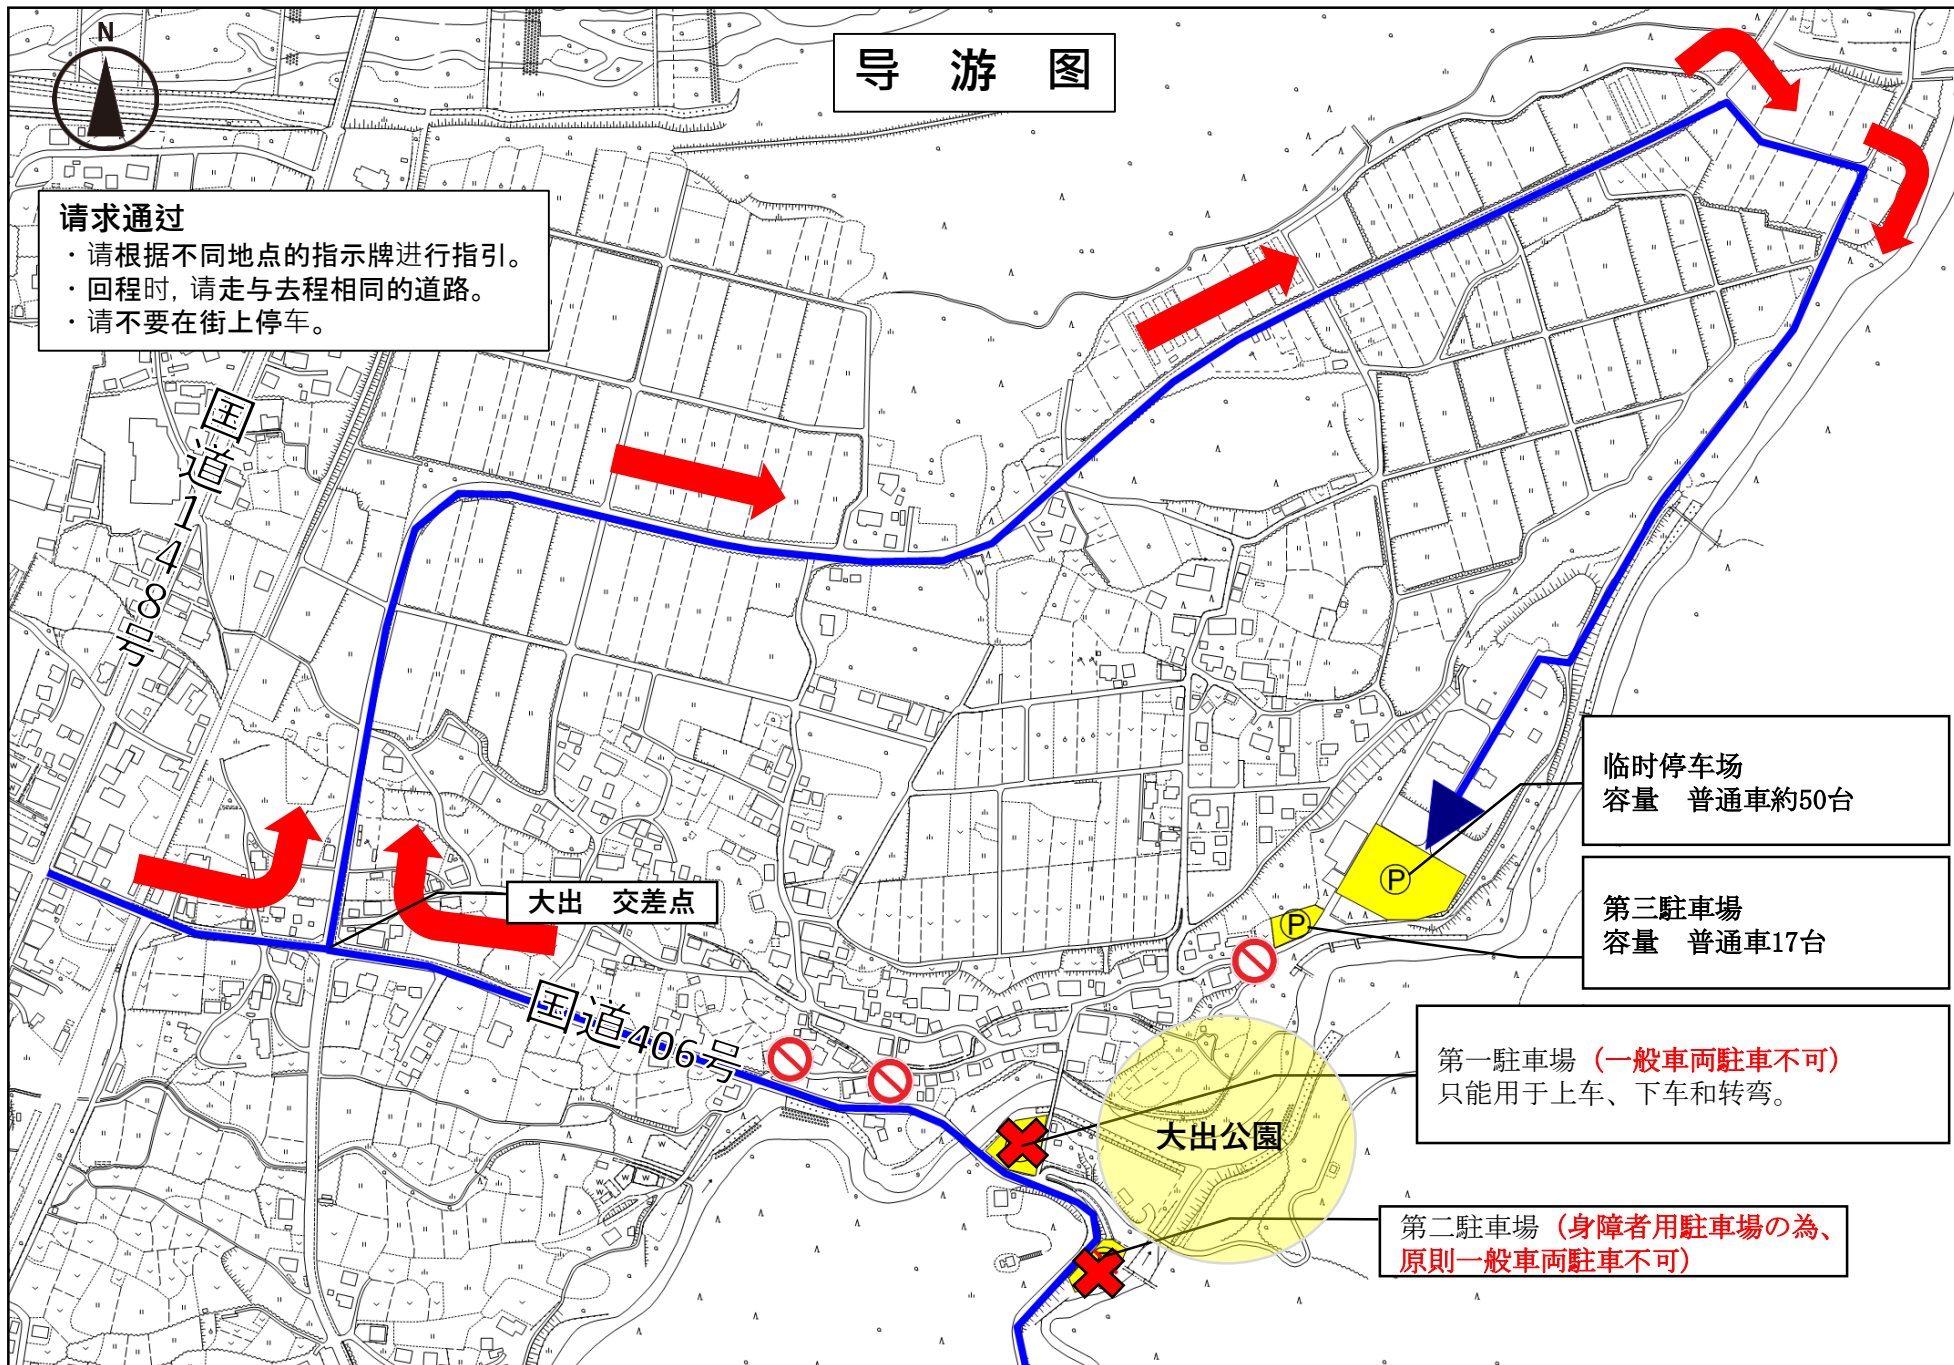 N
导 游 图
请求通过
・请根据不同地点的指示牌进行指引。
・回程时, 请走与去程相同的道路。
・请不要在街上停车。
国道148号
大出 交差点
国道406号
临时停车场
容量 普通車約50台
P
第三駐車場
容量 普通車17台
P
第一駐車場（一般車両駐車不可）
只能用于上车、下车和转弯。
大出公園
第二駐車場（身障者用駐車場の為、
原則一般車両駐車不可）